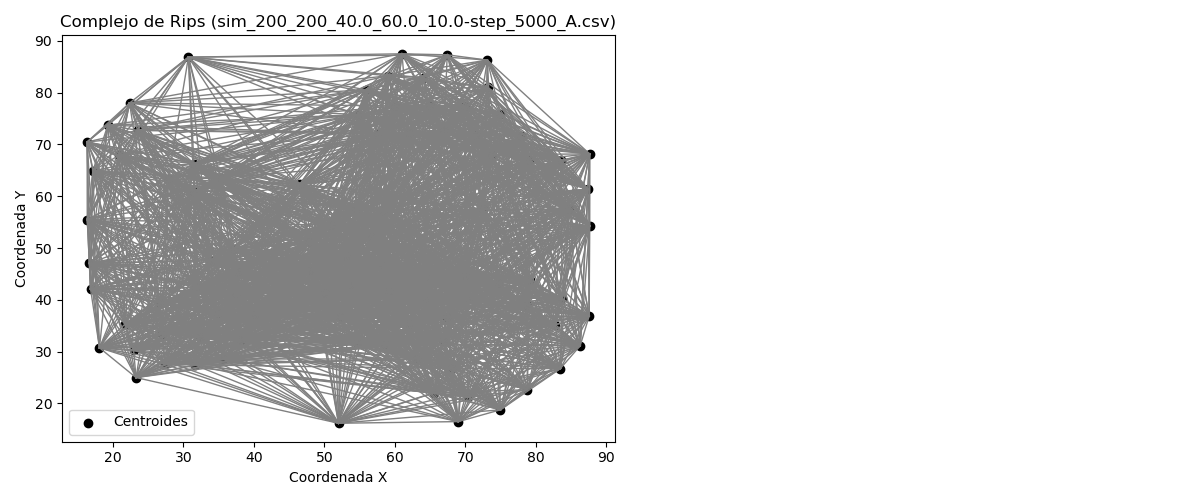 Complejo de Rips (sim_200_200_40.0_60.0_10.0-step_5000_A.csv)
90
80
70
60
50
40
30
20
Coordenada Y
Centroides
20 30 40 50 60 70 80 90
Coordenada X